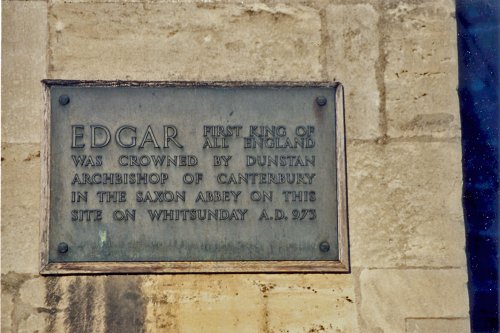 EDGAR FIRST KING OF
ALL ENGLAND
WAS CROWNED BY DUNSTAN
ARCHBISHOP OF CANTERBURY
IN THE SAXON ABBEY ON THIS
SITE ON WHITSUNDAY A.D. 973